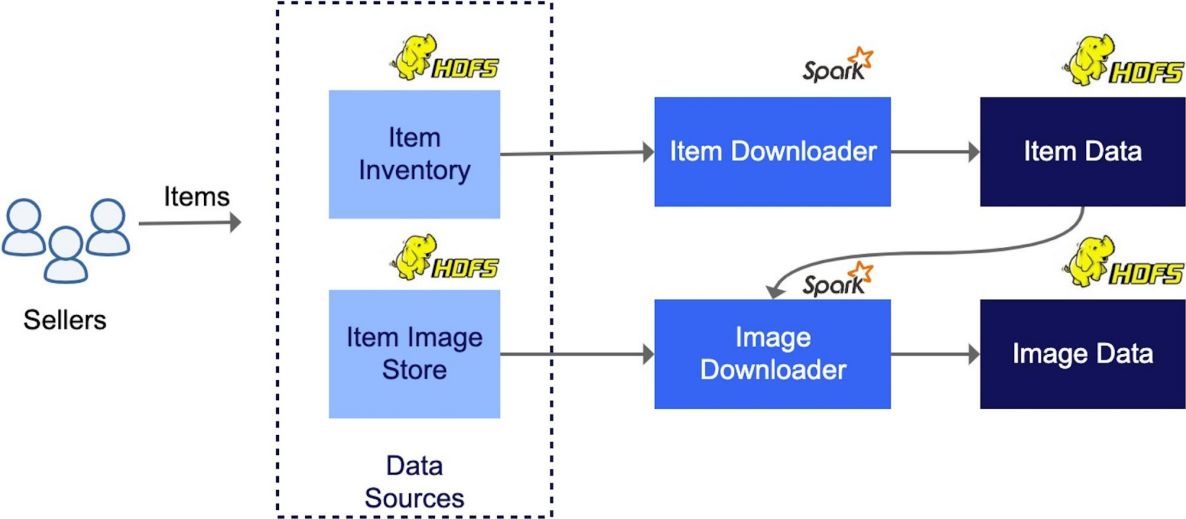 HDFS
Item
Inventory
Spark
Item Downloader
HDFS
Item Data
Items
Sellers
HDFS
Item Image
Store
Spark
Image
Downloader
HDFS
Image Data
Data
Sources